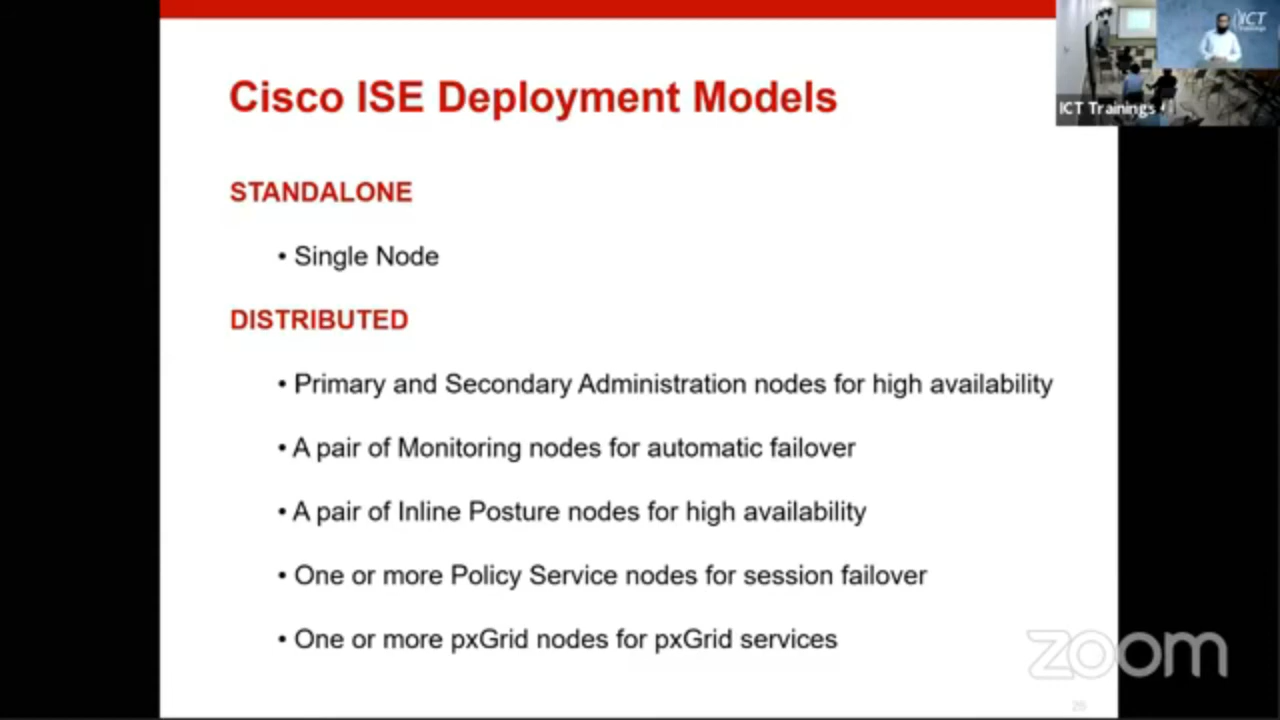 Cisco ISE Deployment Models
STANDALONE
• Single Node
DISTRIBUTED
• Primary and Secondary Administration nodes for high availability
• A pair of Monitoring nodes for automatic failover
• A pair of Inline Posture nodes for high availability
• One or more Policy Service nodes for session failover
• One or more pxGrid nodes for pxGrid services
ICT
ICT Trainings
zoom
26